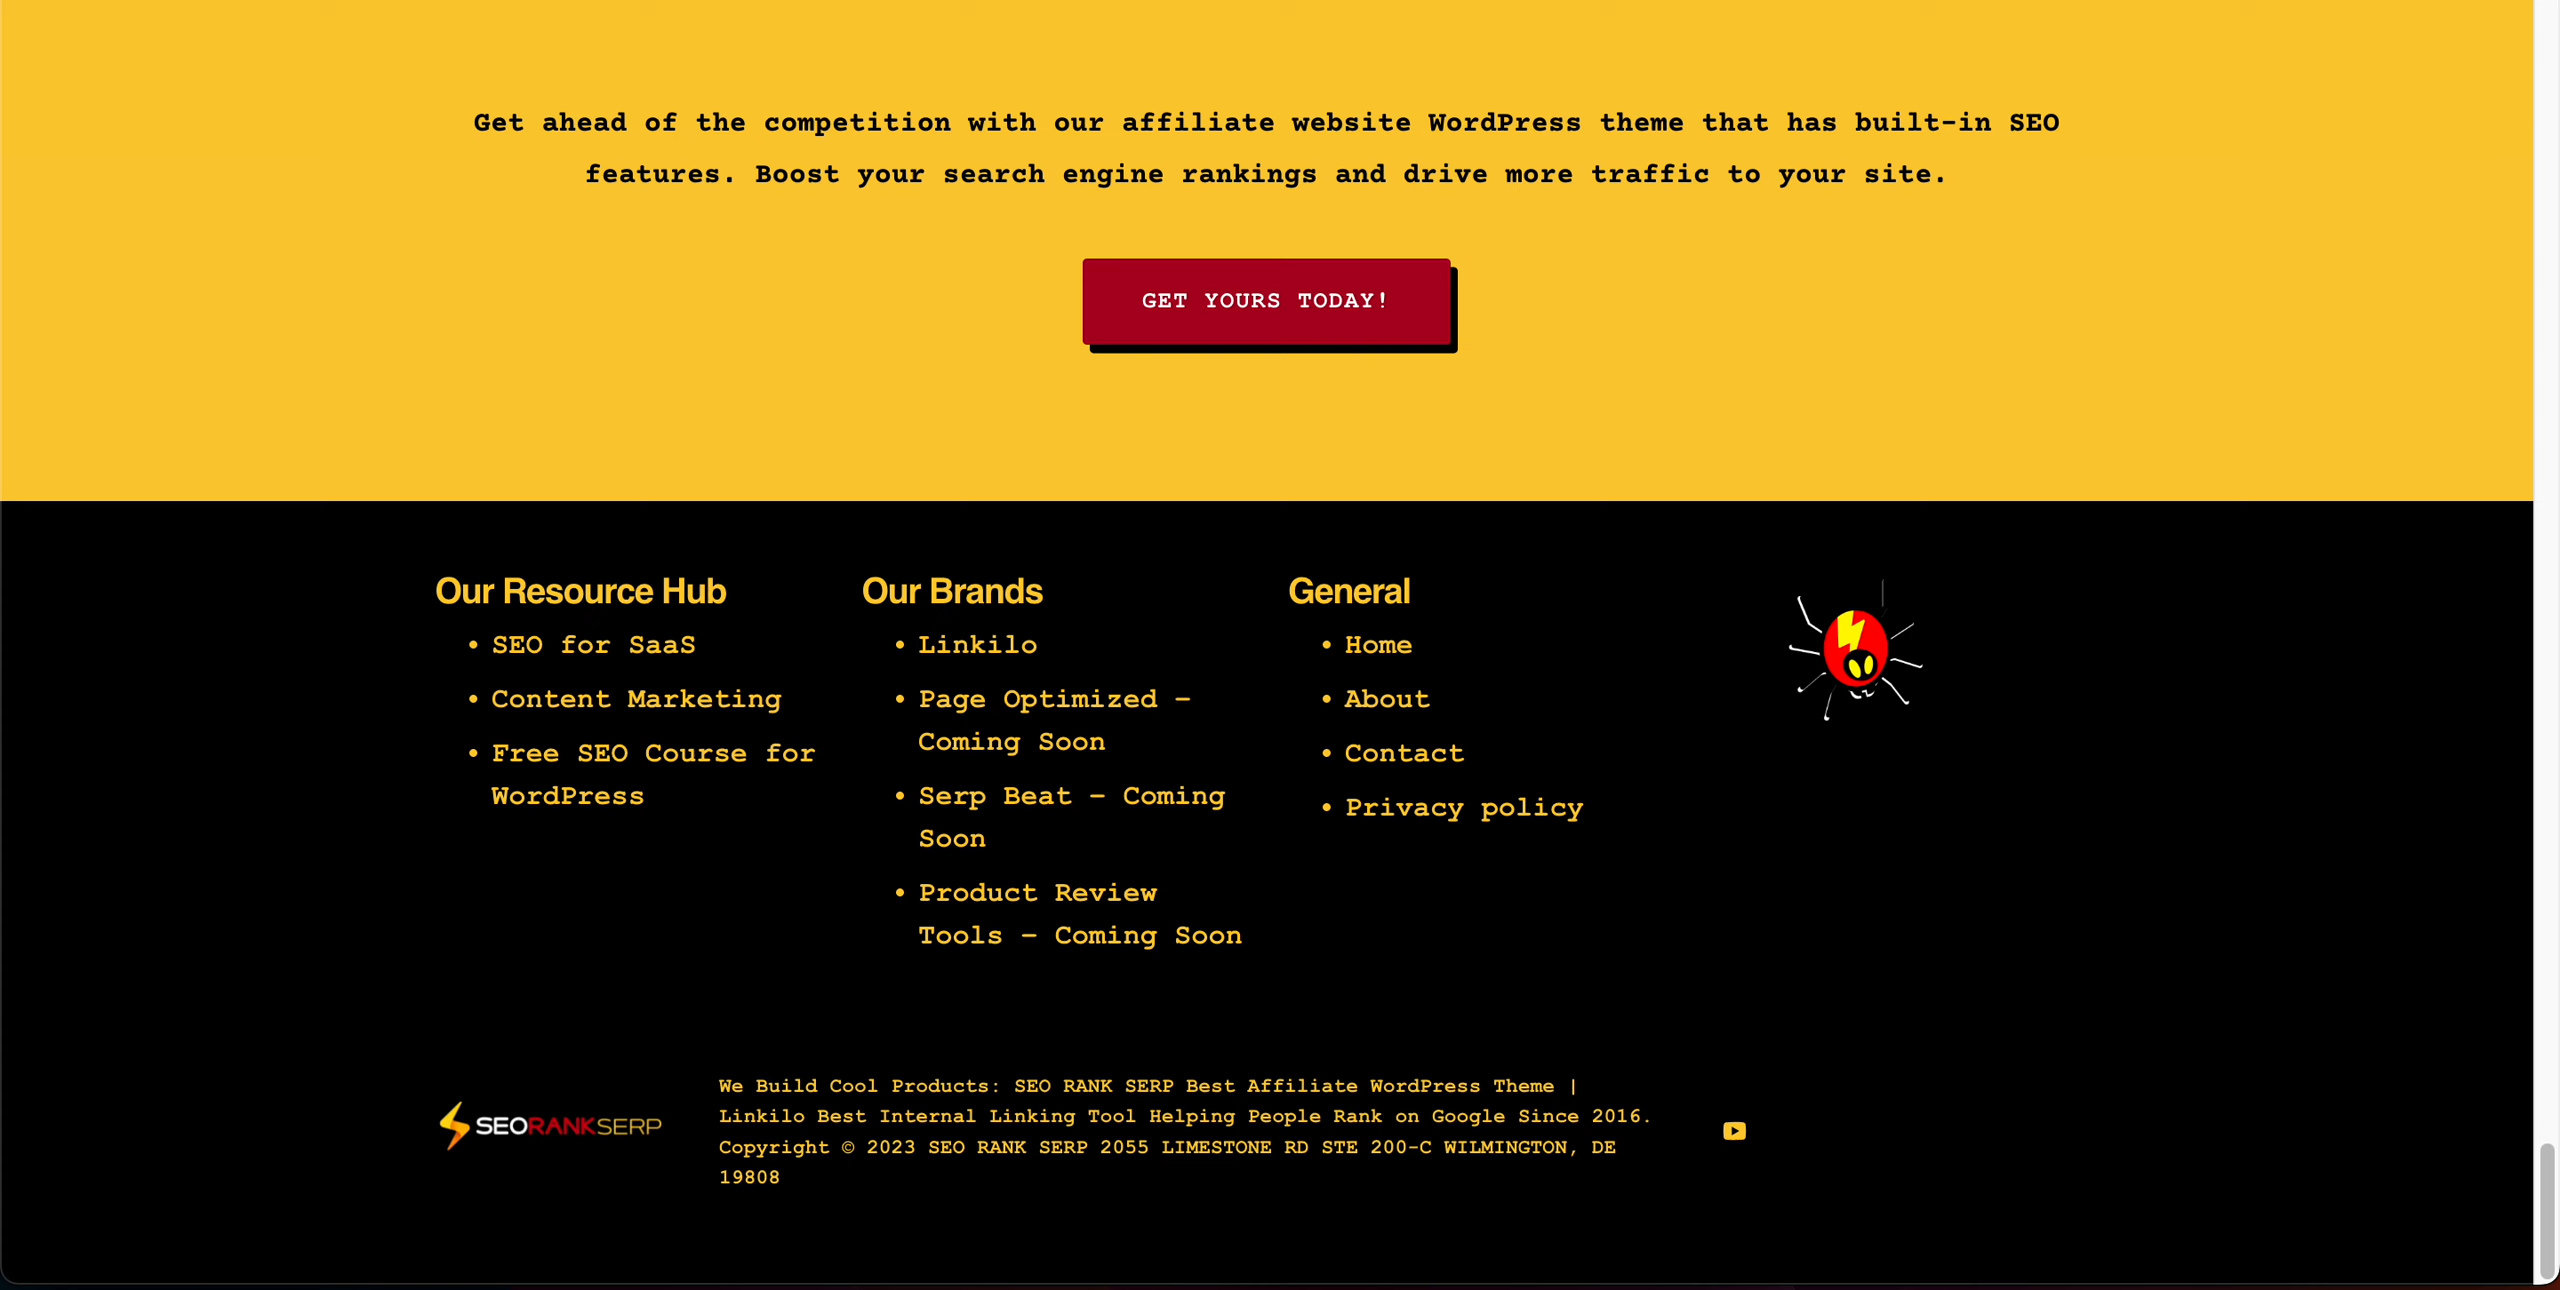 Get ahead of the competition with our affiliate website WordPress theme that has built-in SEO
features. Boost your search engine rankings and drive more traffic to your site.
GET YOURS TODAY!
Our Resource Hub
• SEO for SaaS
• Content Marketing
• Free SEO Course for
WordPress
Our Brands
• Linkilo
• Page Optimized –
Coming Soon
• Serp Beat – Coming
Soon
• Product Review
Tools – Coming Soon
General
• Home
• About
• Contact
• Privacy policy
SEORANKSERP
We Build Cool Products: SEO RANK SERP Best Affiliate WordPress Theme |
Linkilo Best Internal Linking Tool Helping People Rank on Google Since 2016.
Copyright © 2023 SEO RANK SERP 2055 LIMESTONE RD STE 200-C WILMINGTON, DE
19808